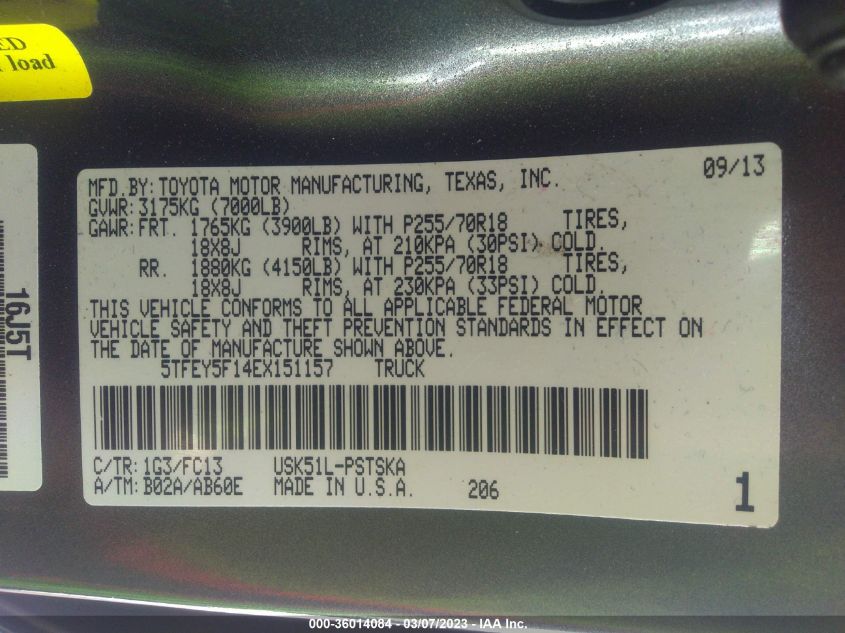 ED
load
16J5T
MFD.BY: TOYOTA MOTOR MANUFACTURING, TEXAS, INC. 09/13
GVWR: 3175KG (7000LB)
GAWR: FRT. 1765KG (3900LB) WITH P255/70R18 TIRES,
18X8J RIMS, AT 210KPA (30PSI) COLD.
RR. 1880KG (4150LB) WITH P255/70R18 TIRES,
18X8J RIMS, AT 230KPA (33PSI) COLD.
THIS VEHICLE CONFORMS TO ALL APPLICABLE FEDERAL MOTOR
VEHICLE SAFETY AND THEFT PREVENTION STANDARDS IN EFFECT ON
THE DATE OF MANUFACTURE SHOWN ABOVE.
5TFEY5F14EX151157 TRUCK
C/TR: 1G3/FC13 USK51L-PSTSKA
A/TM: B02A/AB60E MADE IN U.S.A. 206 1
000-36014084 - 03/07/2023 - IAA Inc.